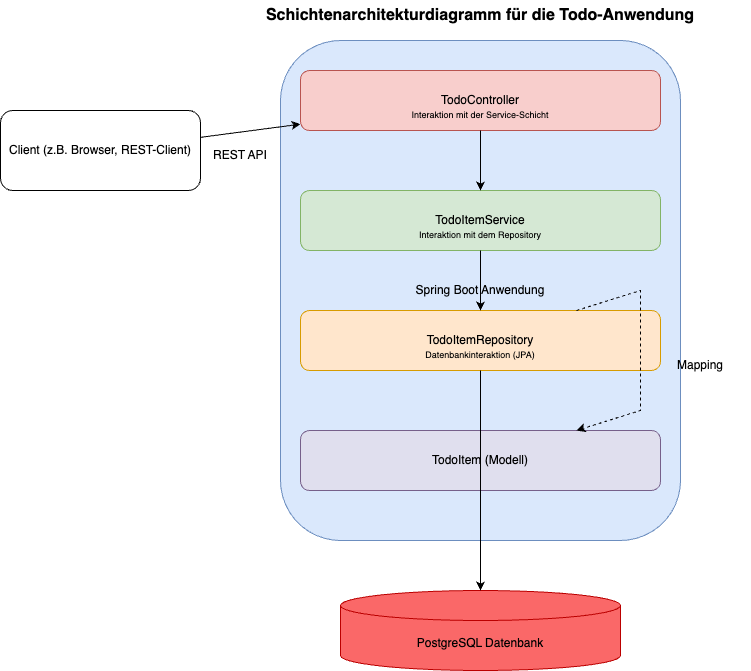 Schichtenarchitekturdiagramm für die Todo-Anwendung
TodoController
Interaktion mit der Service-Schicht
Client (z.B. Browser, REST-Client)
REST API
TodoItemService
Interaktion mit dem Repository
Spring Boot Anwendung
TodoItemRepository
Datenbankinteraktion (JPA)
Mapping
TodoItem (Modell)
PostgreSQL Datenbank